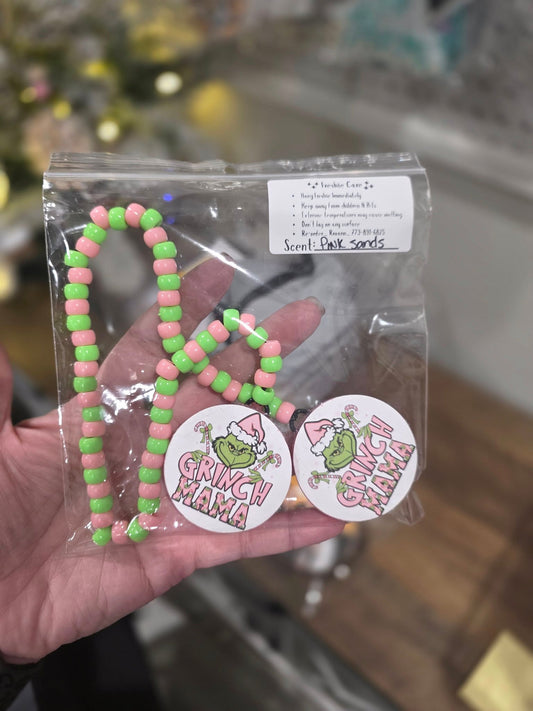 Freshie Care
• Hang freshie Immediately
• Keep away from children & Pets
• Extreme temperatures may cause melting
• Don't lay on any surface
Scent: PINK sands
GRINCH
MAMA
GRINCH
MAMA